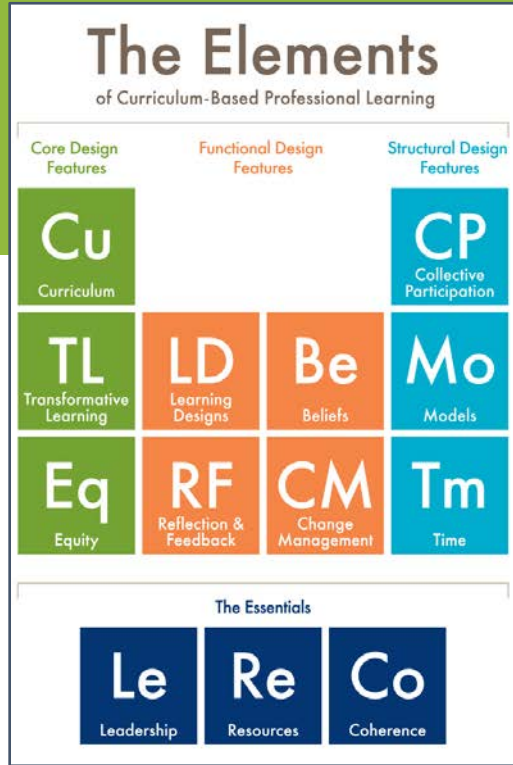 The Elements
of Curriculum-Based Professional Learning
Core Design
Features
Functional Design
Features
Structural Design
Features
Cu
Curriculum
CP
Collective
Participation
TL
Transformative
Learning
LD
Learning
Designs
Be
Beliefs
Mo
Models
Eq
Equity
RF
Reflection &
Feedback
CM
Change
Management
Tm
Time
The Essentials
Le
Leadership
Re
Resources
Co
Coherence